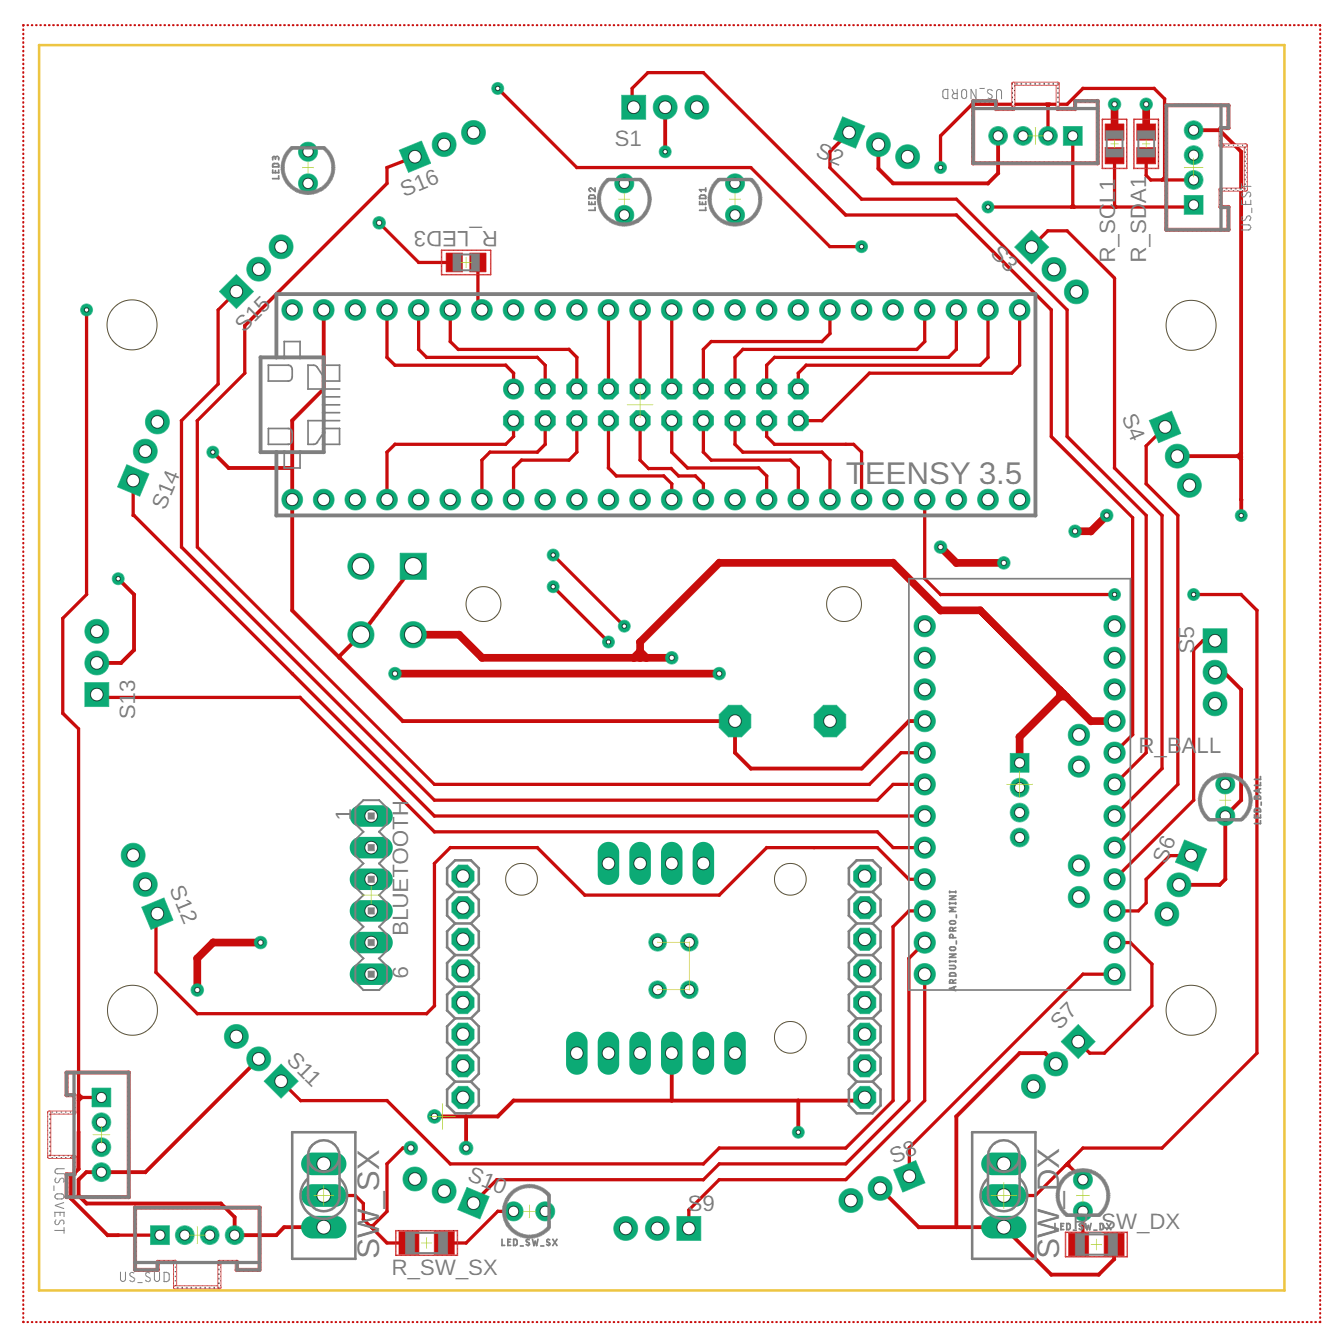 US_NORD
S1
S2
LED3
S16
LED2
LED1
R_SCL1
R_SDA1
US_EST
R_LED3
S3
S15
S4
TEENSY 3.5
S14
S5
S13
R_BALL
LED_BALL
1
BLUETOOTH
6
S6
S12
ARDUINO_PRO_MINI
S7
S11
US_OVEST
SW_SX
S10
S8
SW_DX
S9
SW_DX
LED_SW_DX
LED_SW_SX
R_SW_SX
US_SUD